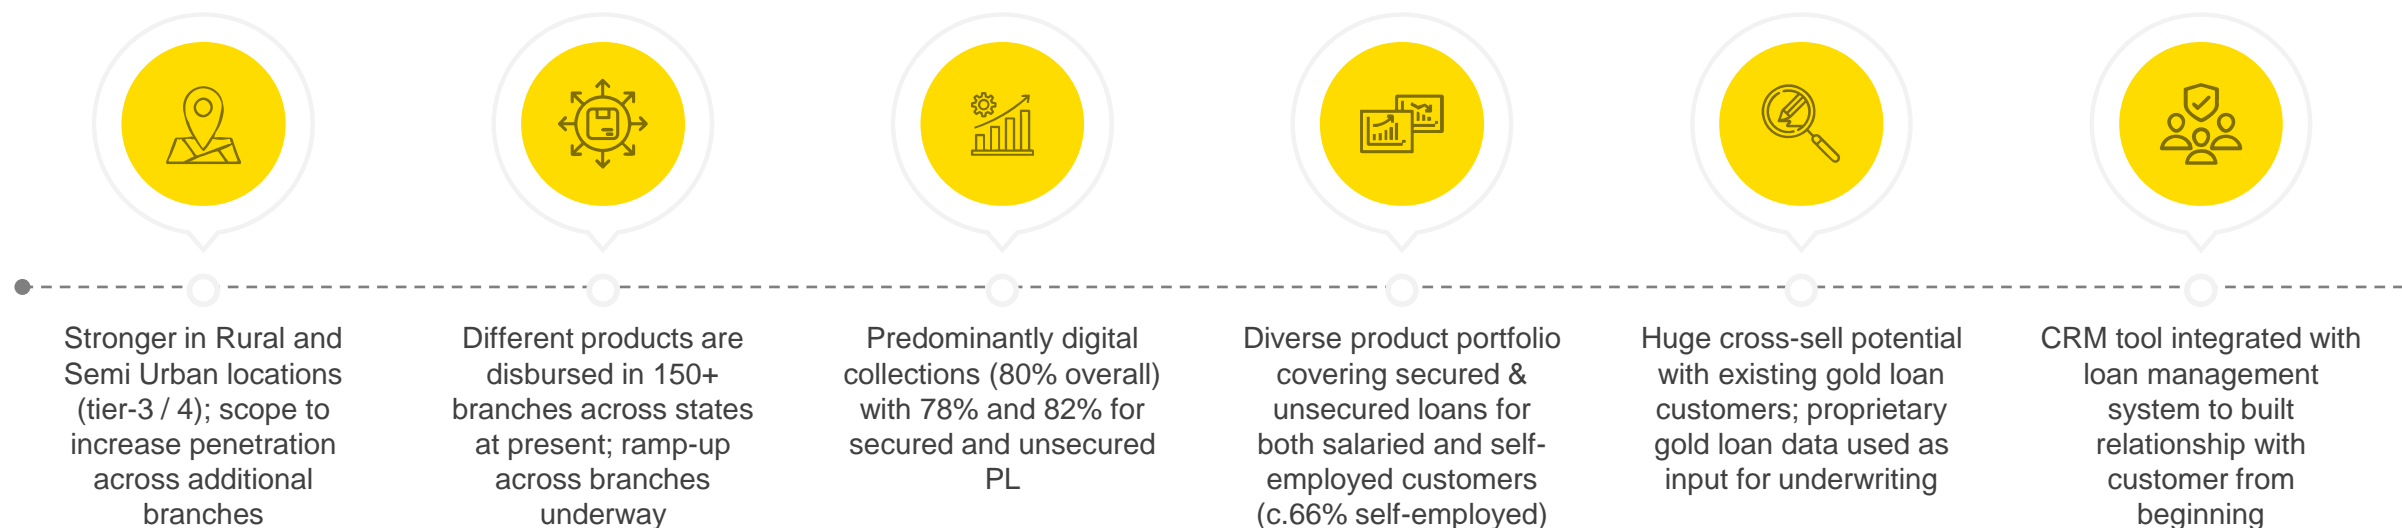 Stronger in Rural and
Semi Urban locations
(tier-3 / 4); scope to
increase penetration
across additional
branches
Different products are
disbursed in 150+
branches across states
at present; ramp-up
across branches
underway
Predominantly digital
collections (80% overall)
with 78% and 82% for
secured and unsecured
PL
Diverse product portfolio
covering secured &
unsecured loans for
both salaried and self-
employed customers
(c.66% self-employed)
Huge cross-sell potential
with existing gold loan
customers; proprietary
gold loan data used as
input for underwriting
CRM tool integrated with
loan management
system to built
relationship with
customer from
beginning